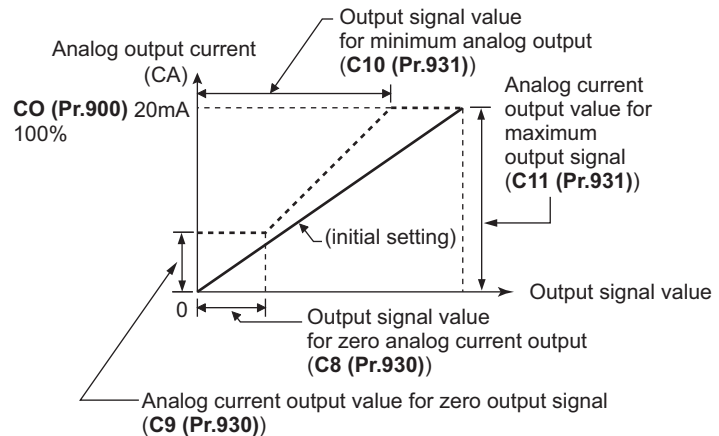 Output signal value
for minimum analog output
(C10 (Pr.931))
Analog output current
(CA)
Analog current
output value for
maximum
output signal
(C11 (Pr.931))
CO (Pr.900) 20mA
100%
(initial setting)
0
Output signal value
Output signal value
for zero analog current output
(C8 (Pr.930))
Analog current output value for zero output signal
(C9 (Pr.930))